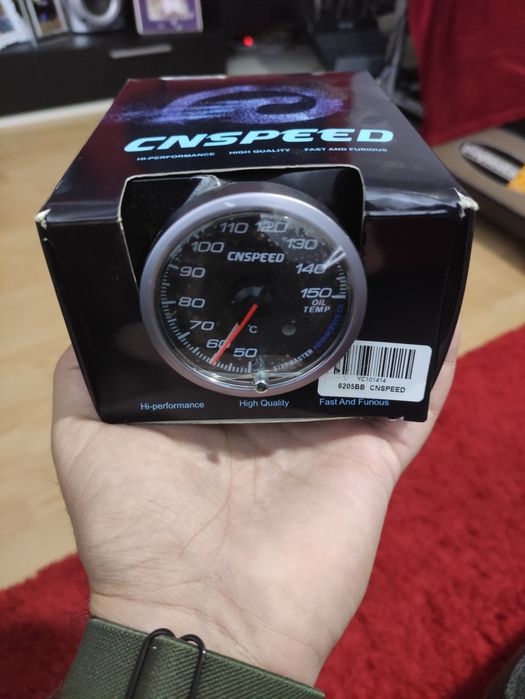 CNSPEED
HI-PERFORMANCE HIGH QUALITY FAST AND FURIOUS
110 120
100 130
CNSPEED
90 140
80 150
OIL
TEMP
70 °C
60 50
STEPMASTER
YC101414
6205BB CNSPEED
Hi-performance High Quality Fast And Furious